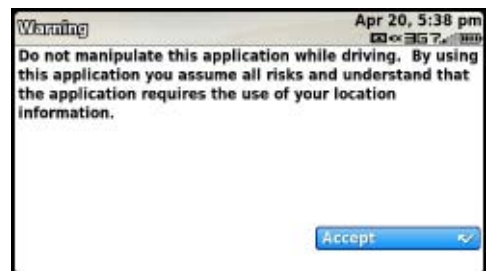 Warning
Apr 20, 5:38 pm
3G
Do not manipulate this application while driving. By using
this application you assume all risks and understand that
the application requires the use of your location
information.
Accept